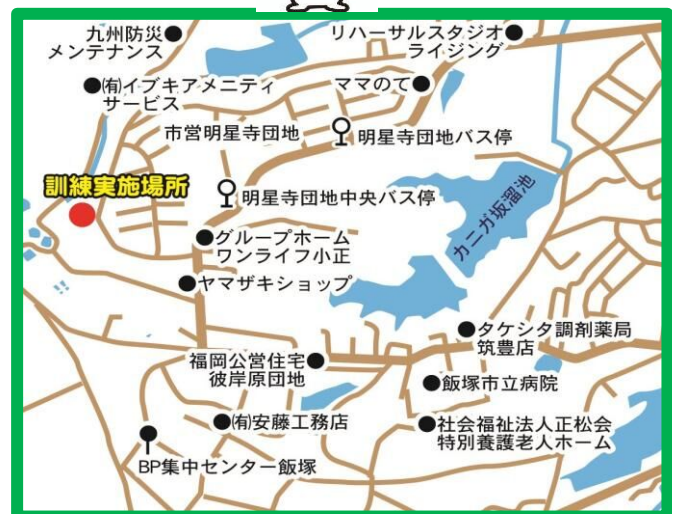 九州防災
メンテナンス
リハーサルスタジオ
ライジング
㈲イブキアメニティ
サービス
ママのて
市営明星寺団地
明星寺団地バス停
訓練実施場所
明星寺団地中央バス停
カニガ坂溜池
グループホーム
ワンライフ小正
ヤマザキショップ
タケシタ調剤薬局
筑豊店
福岡公営住宅
彼岸原団地
飯塚市立病院
㈲安藤工務店
社会福祉法人正松会
特別養護老人ホーム
BP集中センター飯塚